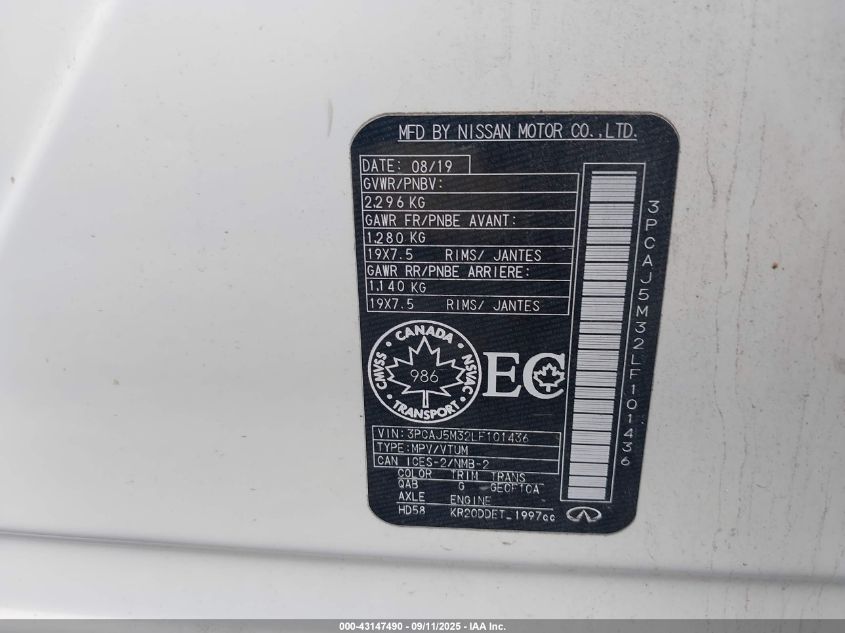 MFD BY NISSAN MOTOR CO.,LTD.
DATE: 08/19
GVWR/PNBV:
2,296 KG
GAWR FR/PNBE AVANT:
1,280 KG
19X7.5 RIMS/ JANTES
GAWR RR/PNBE ARRIERE:
1,140 KG
19X7.5 RIMS/ JANTES
3PCAJ5M32LF101436
CANADA
CMVSS NSVAC
986
TRANSPORT
EC
VIN: 3PCAJ5M32LF101436
TYPE: MPV/VTUM
CAN ICES-2/NMB-2
COLOR TRIM TRANS
QAB G
AXLE ENGINE
HD58 KR20DDET_1997cc
000-43147490 - 09/11/2025 - IAA Inc.